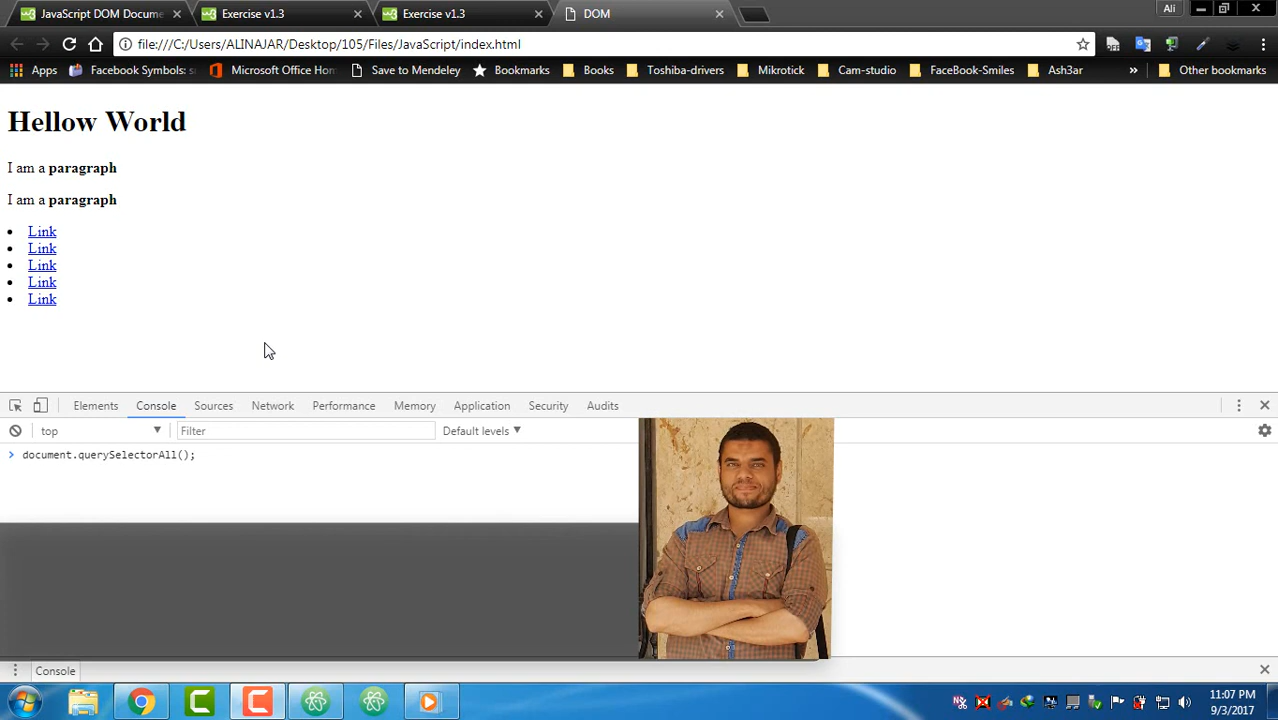 JavaScript DOM Docume
Exercise v1.3
Exercise v1.3
DOM
Ali
file:///C:/Users/ALINAJAR/Desktop/105/Files/JavaScript/index.html
Apps
Facebook Symbols: s
Microsoft Office Hon
Save to Mendeley
Bookmarks
Books
Toshiba-drivers
Mikrotick
Cam-studio
FaceBook-Smiles
Ash3ar
»
Other bookmarks
Hellow World
I am a paragraph
I am a paragraph
Link
Link
Link
Link
Link
Elements
Console
Sources
Network
Performance
Memory
Application
Security
Audits
top
Filter
Default levels
document.querySelectorAll();
Console
11:07 PM
9/3/2017